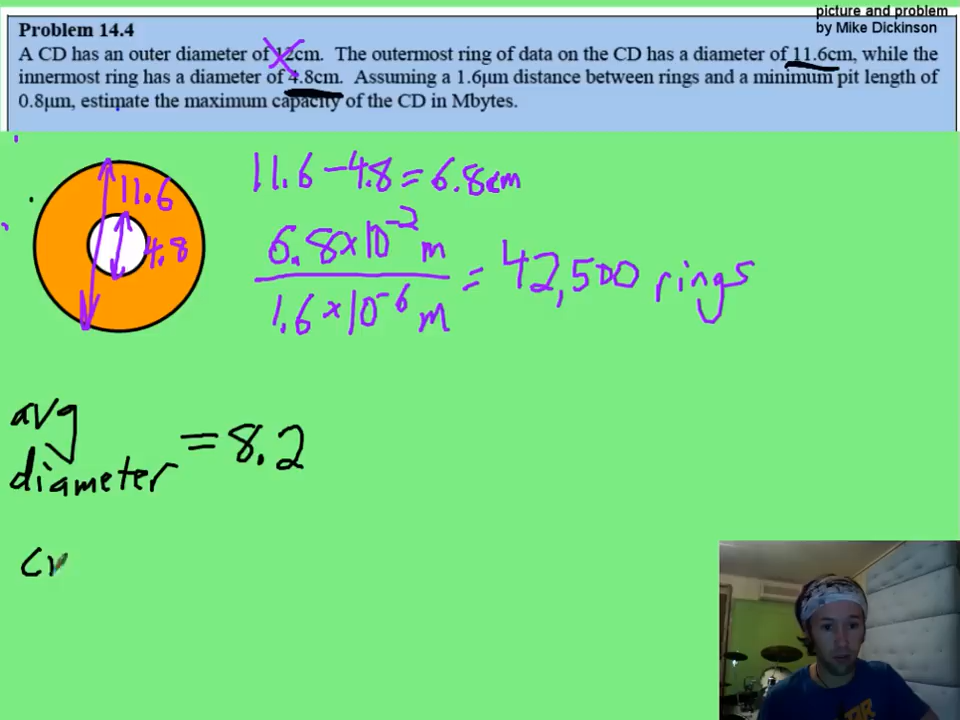 picture and problem
by Mike Dickinson
Problem 14.4
A CD has an outer diameter of 12cm. The outermost ring of data on the CD has a diameter of 11.6cm, while the
innermost ring has a diameter of 4.8cm. Assuming a 1.6μm distance between rings and a minimum pit length of
0.8μm, estimate the maximum capacity of the CD in Mbytes.
11.6
4.8
11.6 - 4.8 = 6.8cm
6.8 x 10^-2 m
1.6 x 10^-6 m
= 42,500 rings
avg
diameter = 8.2